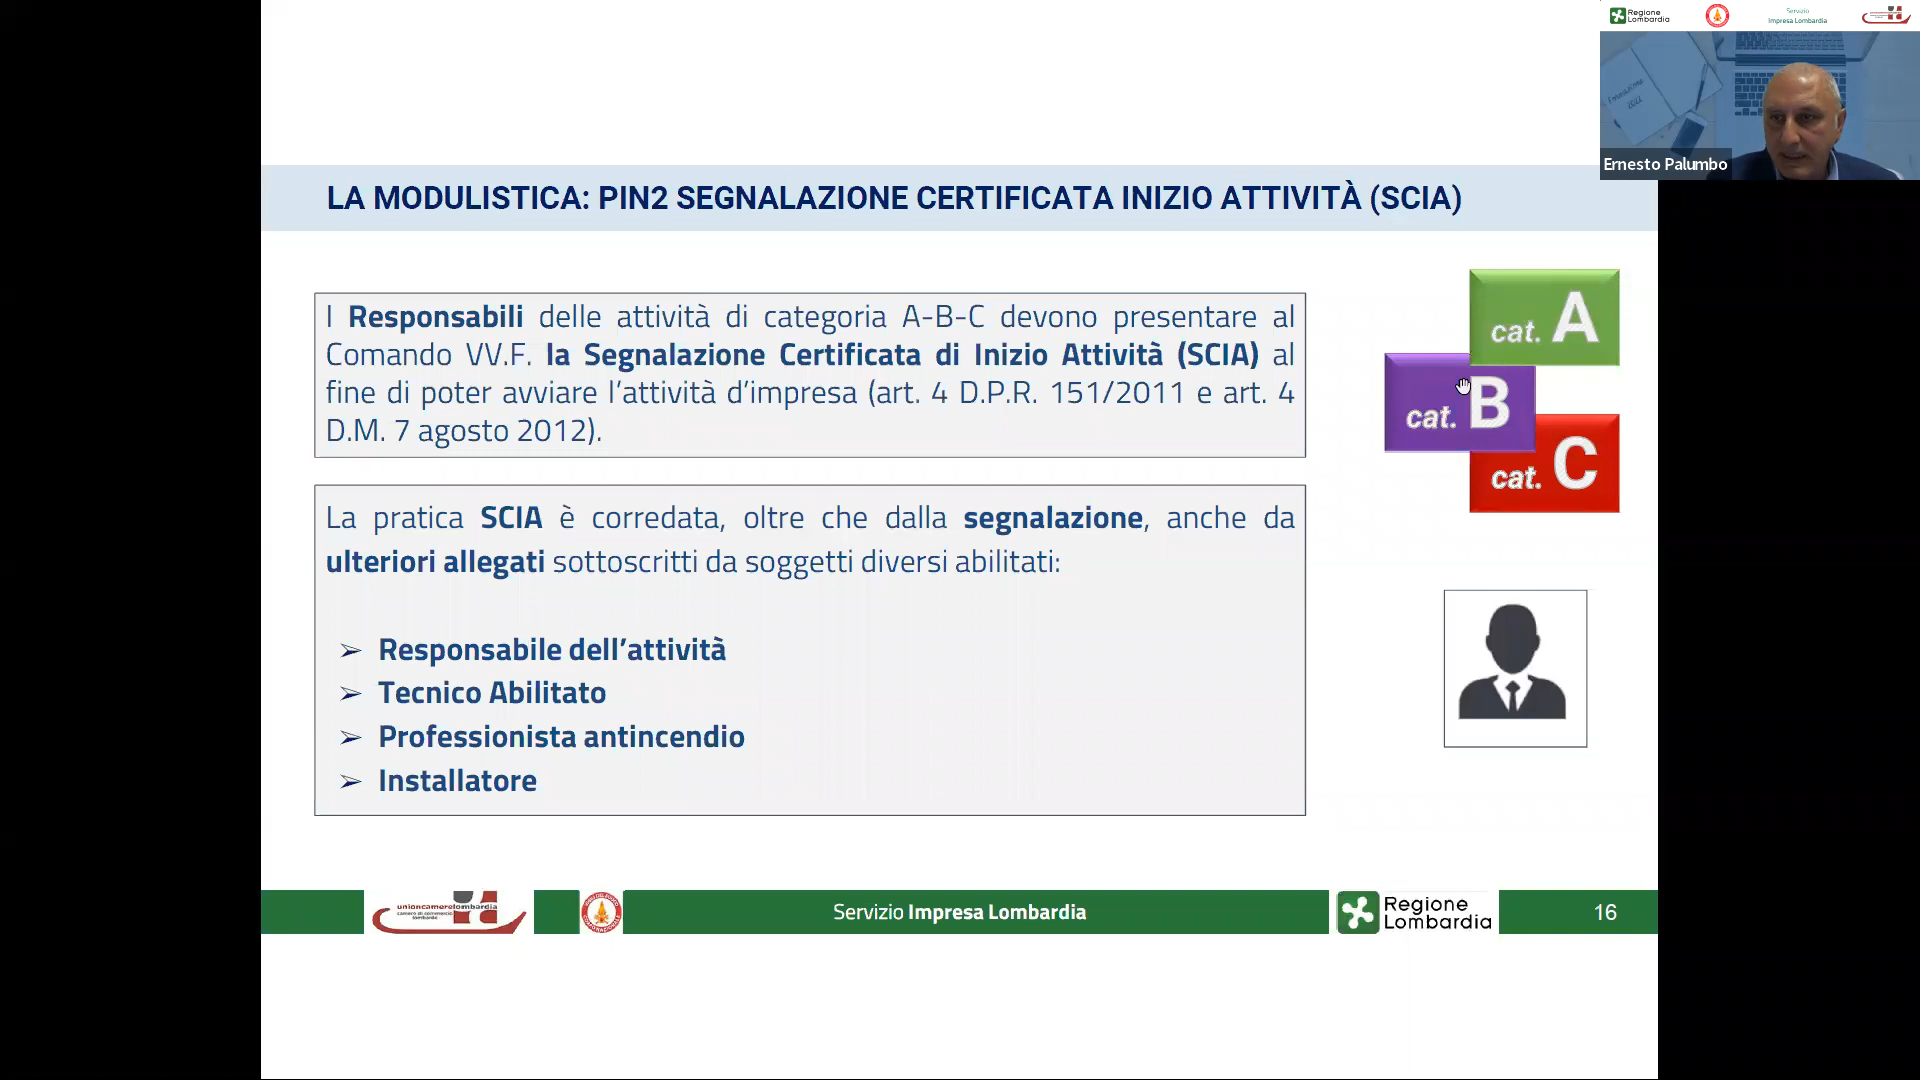 Regione
Lombardia
Servizio
Impresa Lombardia
Ernesto Palumbo
LA MODULISTICA: PIN2 SEGNALAZIONE CERTIFICATA INIZIO ATTIVITÀ (SCIA)
I Responsabili delle attività di categoria A-B-C devono presentare al
Comando VV.F. la Segnalazione Certificata di Inizio Attività (SCIA) al
fine di poter avviare l'attività d'impresa (art. 4 D.P.R. 151/2011 e art. 4
D.M. 7 agosto 2012).
cat. A
cat. B
cat. C
La pratica SCIA è corredata, oltre che dalla segnalazione, anche da
ulteriori allegati sottoscritti da soggetti diversi abilitati:
➢ Responsabile dell'attività
➢ Tecnico Abilitato
➢ Professionista antincendio
➢ Installatore
unioncamerelombardia
camere di commercio
lombarde
Servizio Impresa Lombardia
Regione
Lombardia
16